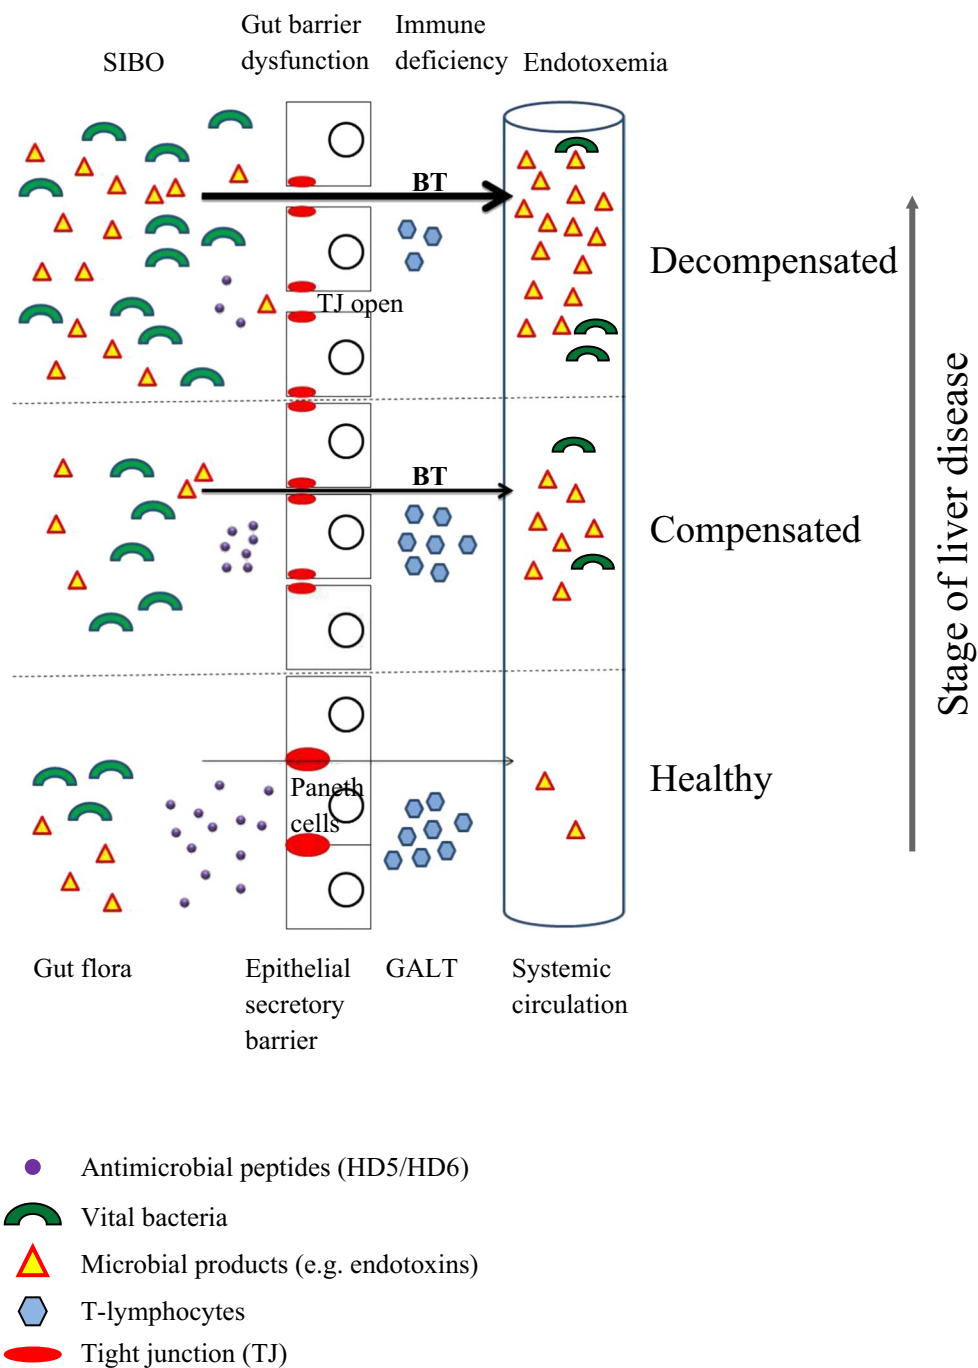 SIBO
Gut barrier
dysfunction
Immune
deficiency
Endotoxemia
BT
TJ open
Decompensated
BT
Compensated
Stage of liver disease
Paneth
cells
Healthy
Gut flora
Epithelial
secretory
barrier
GALT
Systemic
circulation
Antimicrobial peptides (HD5/HD6)
Vital bacteria
Microbial products (e.g. endotoxins)
T-lymphocytes
Tight junction (TJ)